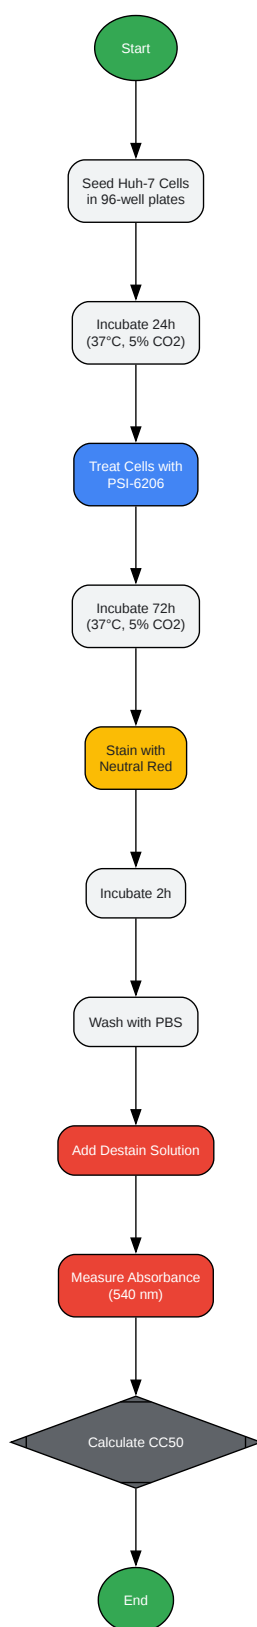 Start
Seed Huh-7 Cells
in 96-well plates
Incubate 24h
(37°C, 5% CO2)
Treat Cells with
PSI-6206
Incubate 72h
(37°C, 5% CO2)
Stain with
Neutral Red
Incubate 2h
Wash with PBS
Add Destain Solution
Measure Absorbance
(540 nm)
Calculate CC50
End